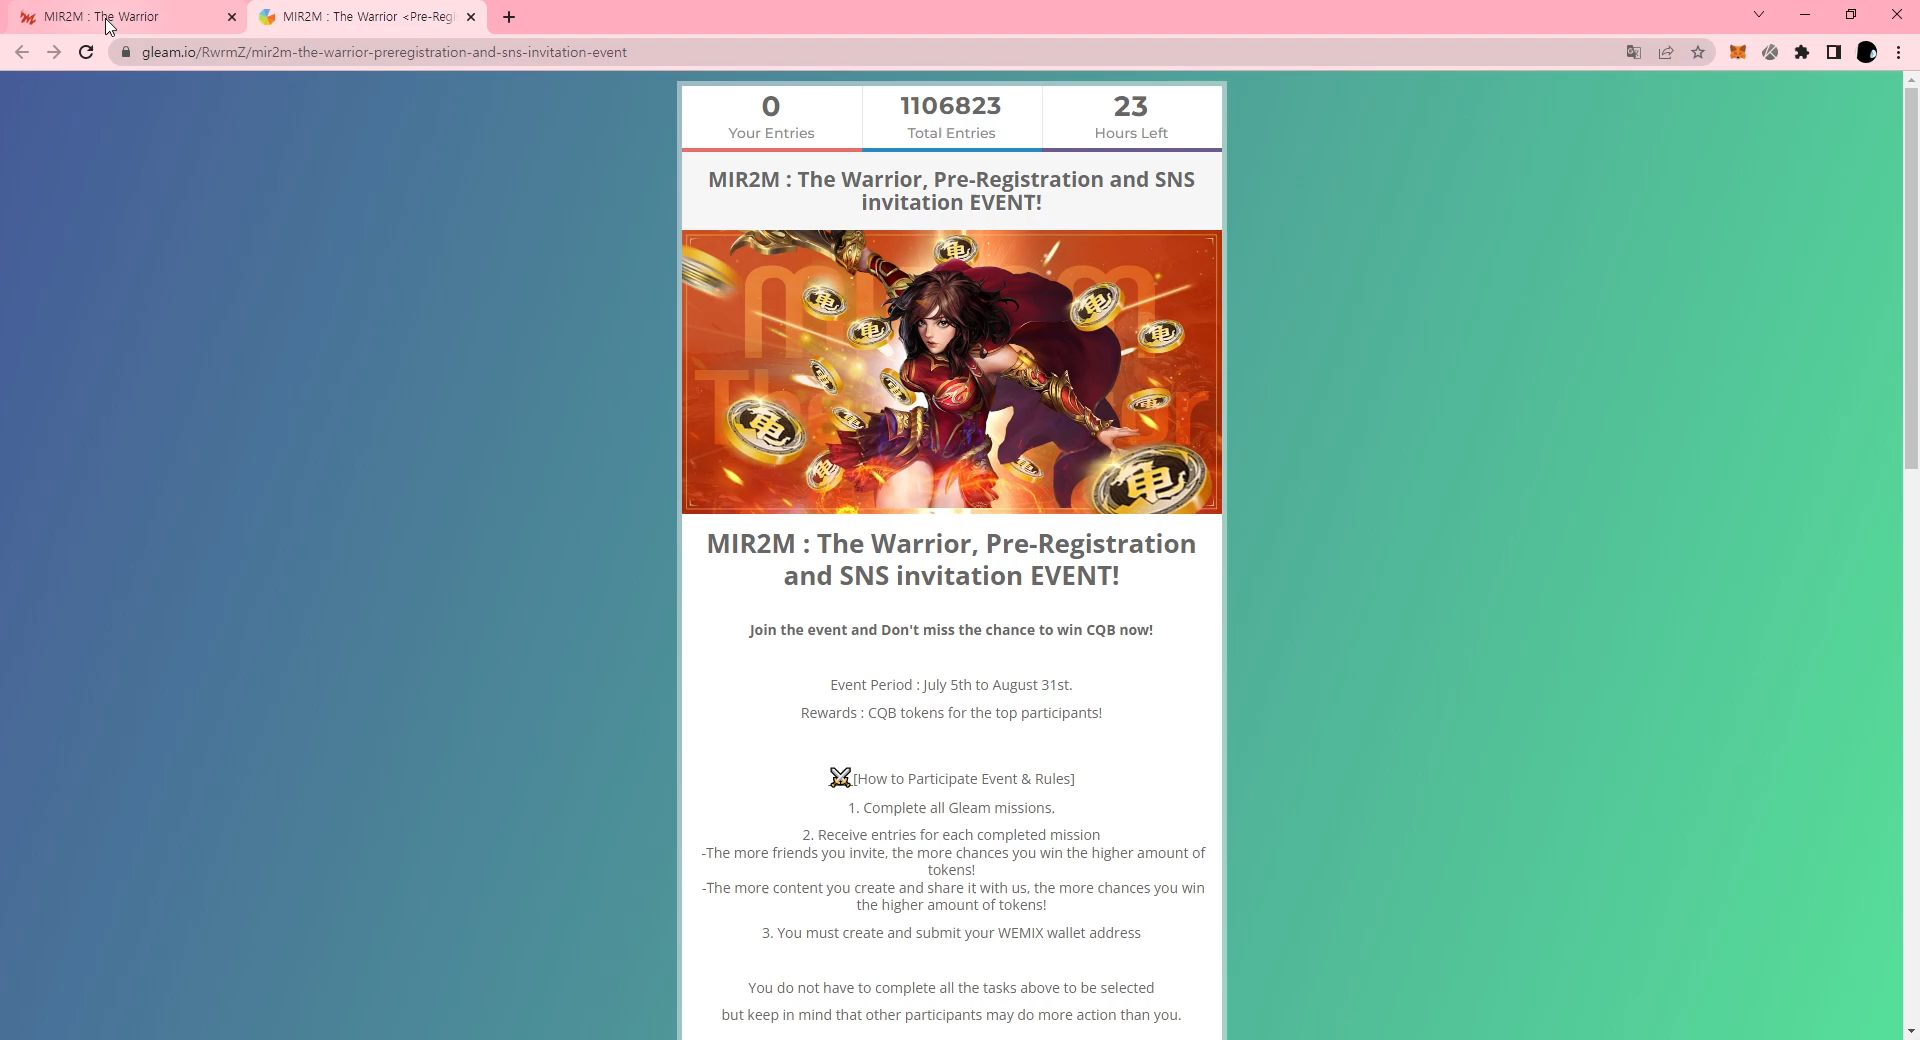 MIR2M : The Warrior
MIR2M : The Warrior <Pre-Regi
gleam.io/RwrmZ/mir2m-the-warrior-preregistration-and-sns-invitation-event
0
Your Entries
1106823
Total Entries
23
Hours Left
MIR2M : The Warrior, Pre-Registration and SNS
invitation EVENT!
MIR2M : The Warrior, Pre-Registration
and SNS invitation EVENT!
Join the event and Don't miss the chance to win CQB now!
Event Period : July 5th to August 31st.
Rewards : CQB tokens for the top participants!
[How to Participate Event & Rules]
1. Complete all Gleam missions.
2. Receive entries for each completed mission
-The more friends you invite, the more chances you win the higher amount of
tokens!
-The more content you create and share it with us, the more chances you win
the higher amount of tokens!
3. You must create and submit your WEMIX wallet address
You do not have to complete all the tasks above to be selected
but keep in mind that other participants may do more action than you.